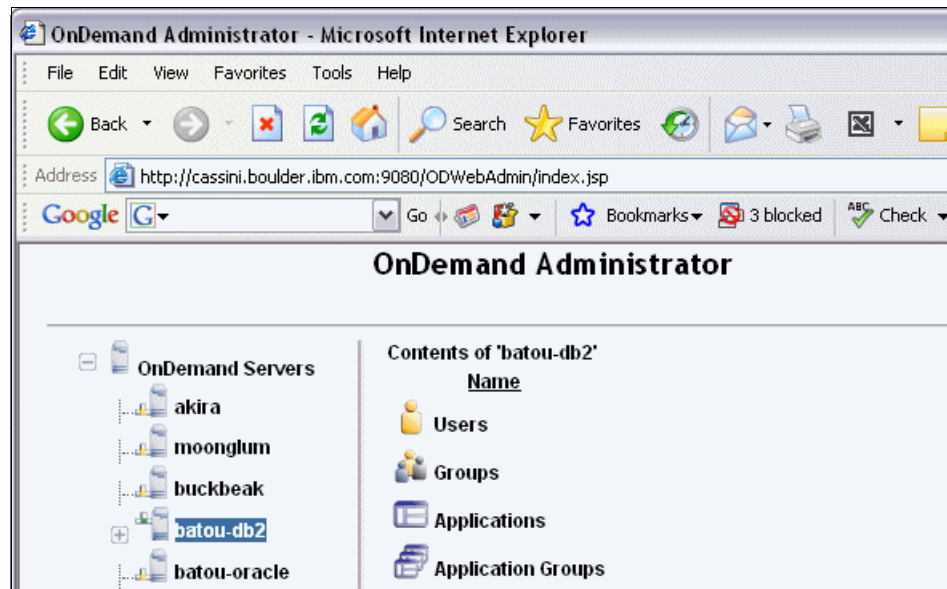 OnDemand Administrator - Microsoft Internet Explorer
File Edit View Favorites Tools Help
Back Search Favorites
Address http://cassini.boulder.ibm.com:9080/ODWebAdmin/index.jsp
Google G Go Bookmarks 3 blocked ABC Check
OnDemand Administrator
OnDemand Servers
akira
moonglum
buckbeak
batou-db2
batou-oracle
Contents of 'batou-db2'
Name
Users
Groups
Applications
Application Groups